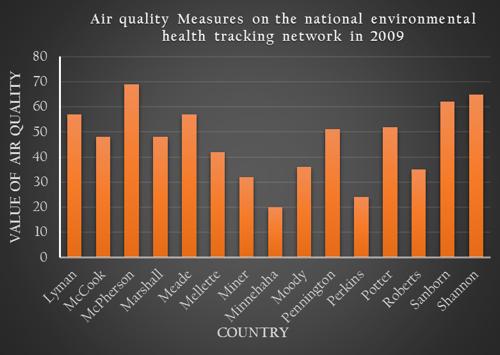 Air quality Measures on the national environmental
health tracking network in 2009
VALUE OF AIR QUALITY
80
70
60
50
40
30
20
10
0
Lyman
McCook
McPherson
Marshall
Meade
Mellette
Miner
Minnehaha
Moody
Pennington
Perkins
Potter
Roberts
Sanborn
Shannon
COUNTRY